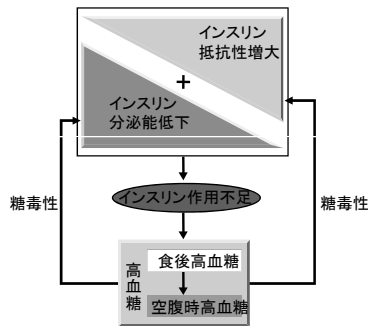 インスリン
抵抗性増大
+
インスリン
分泌能低下
インスリン作用不足
糖毒性
糖毒性
高血糖
食後高血糖
空腹時高血糖